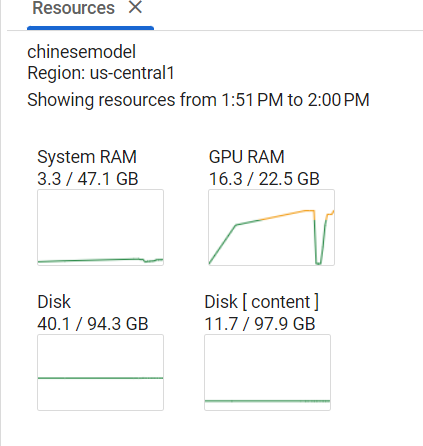 Resources ×
chinesemodel
Region: us-central1
Showing resources from 1:51 PM to 2:00 PM
System RAM
3.3 / 47.1 GB
GPU RAM
16.3 / 22.5 GB
Disk
40.1 / 94.3 GB
Disk [ content ]
11.7 / 97.9 GB